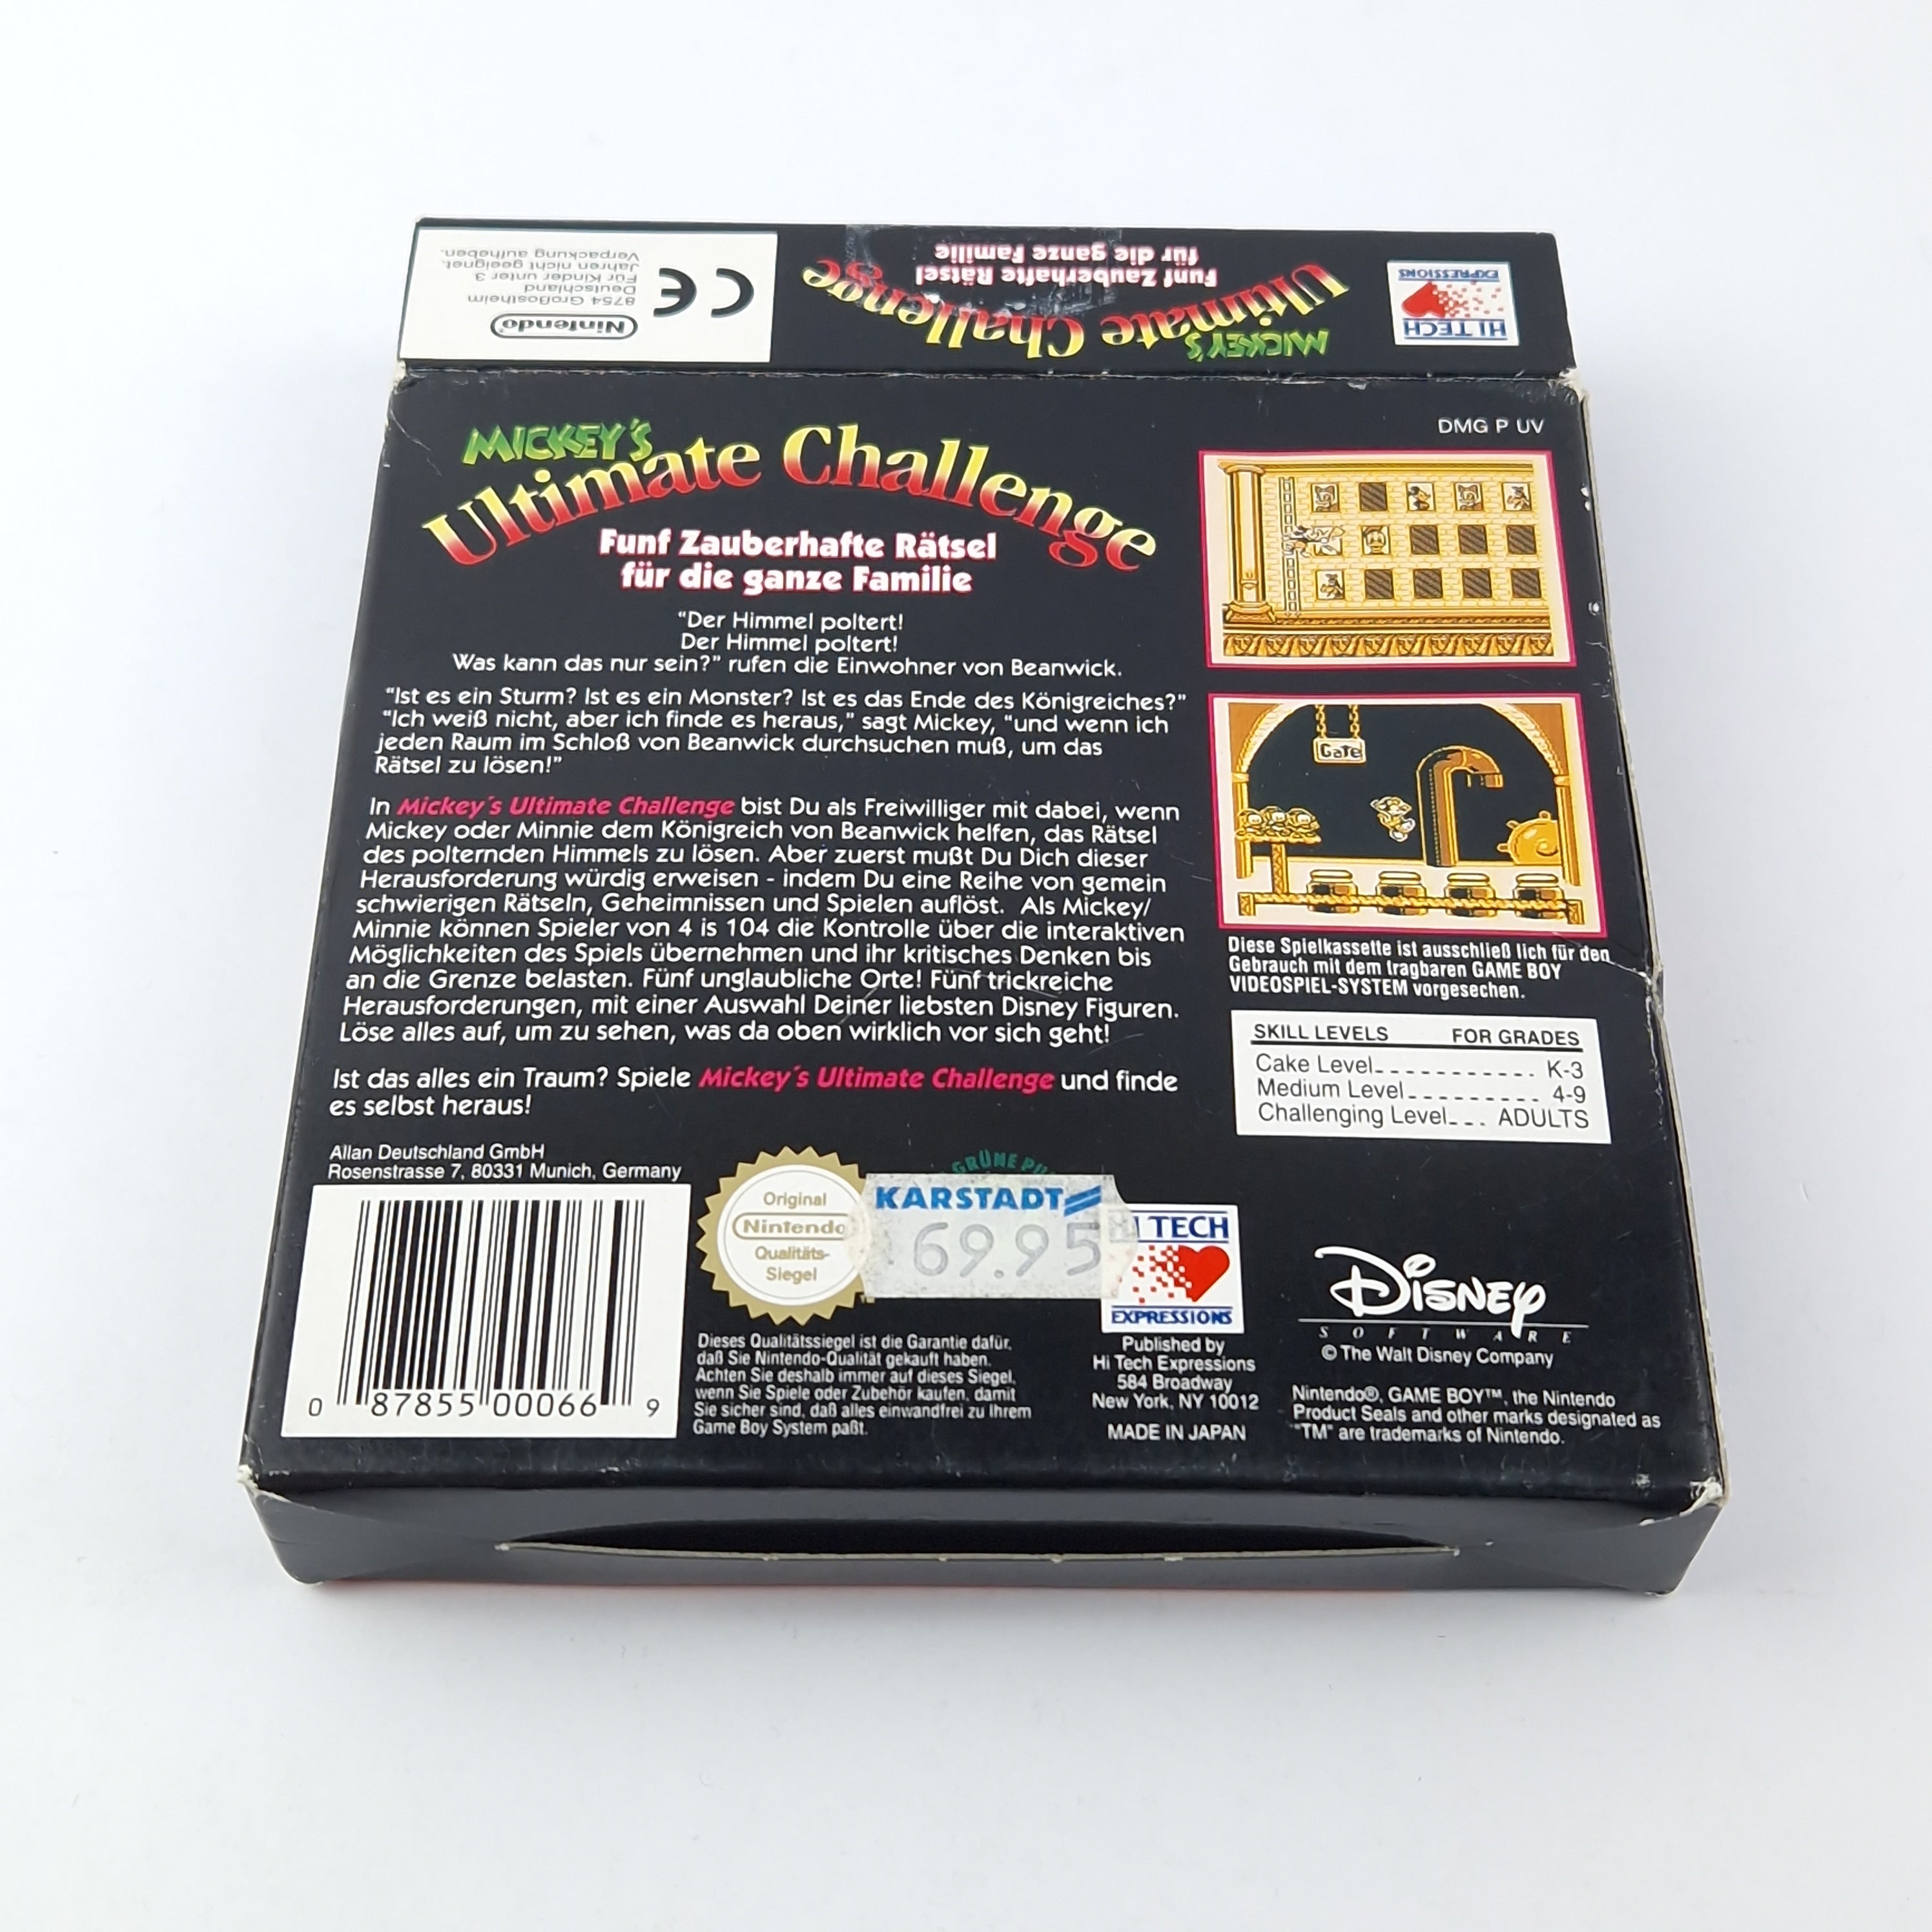 Nintendo
8754 Großostheim
Deutschland
Für Kinder unter 3
Jahren nicht geeignet.
Verpackung aufheben.
CE
MICKEY'S
Ultimate Challenge
Funf Zauberhafte Rätsel
für die ganze Familie
HI TECH
EXPRESSIONS
MICKEY'S
Ultimate Challenge
Funf Zauberhafte Rätsel
für die ganze Familie
DMG P UV
"Der Himmel poltert!
Der Himmel poltert!
Was kann das nur sein?" rufen die Einwohner von Beanwick.
"Ist es ein Sturm? Ist es ein Monster? Ist es das Ende des Königreiches?"
"Ich weiß nicht, aber ich finde es heraus," sagt Mickey, "und wenn ich
jeden Raum im Schloß von Beanwick durchsuchen muß, um das
Rätsel zu lösen!"
In Mickey´s Ultimate Challenge bist Du als Freiwilliger mit dabei, wenn
Mickey oder Minnie dem Königreich von Beanwick helfen, das Rätsel
des polternden Himmels zu lösen. Aber zuerst mußt Du Dich dieser
Herausforderung würdig erweisen - indem Du eine Reihe von gemein
schwierigen Rätseln, Geheimnissen und Spielen auflöst. Als Mickey/
Minnie können Spieler von 4 is 104 die Kontrolle über die interaktiven
Möglichkeiten des Spiels übernehmen und ihr kritisches Denken bis
an die Grenze belasten. Fünf unglaubliche Orte! Fünf trickreiche
Herausforderungen, mit einer Auswahl Deiner liebsten Disney Figuren.
Löse alles auf, um zu sehen, was da oben wirklich vor sich geht!
Ist das alles ein Traum? Spiele Mickey´s Ultimate Challenge und finde
es selbst heraus!
Gate
Diese Spielkassette ist ausschließ lich für den
Gebrauch mit dem tragbaren GAME BOY
VIDEOSPIEL-SYSTEM vorgesechen.
SKILL LEVELS FOR GRADES
Cake Level------------ K-3
Medium Level--------- 4-9
Challenging Level--- ADULTS
Allan Deutschland GmbH
Rosenstrasse 7, 80331 Munich, Germany
0 87855 00066 9
Original
Nintendo
Qualitäts-
Siegel
GRÜNE
KARSTADT
69.95
Dieses Qualitätssiegel ist die Garantie dafür,
daß Sie Nintendo-Qualität gekauft haben.
Achten Sie deshalb immer auf dieses Siegel,
wenn Sie Spiele oder Zubehör kaufen, damit
Sie sicher sind, daß alles einwandfrei zu Ihrem
Game Boy System paßt.
HI TECH
EXPRESSIONS
Published by
Hi Tech Expressions
584 Broadway
New York, NY 10012
MADE IN JAPAN
Disney
SOFTWARE
© The Walt Disney Company
Nintendo®, GAME BOY™, the Nintendo
Product Seals and other marks designated as
"TM" are trademarks of Nintendo.